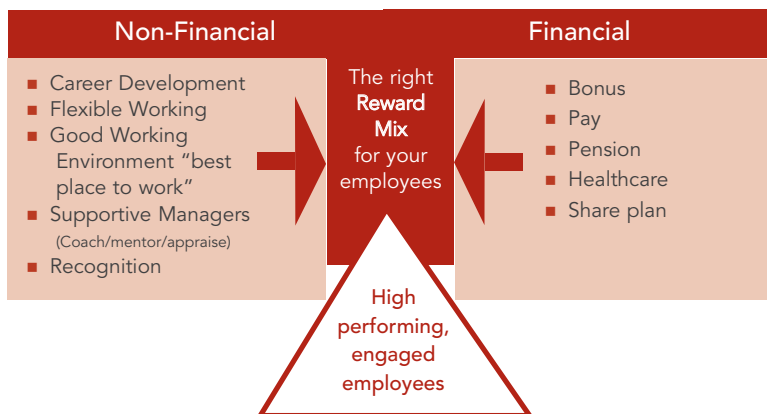 Non-Financial
Financial
■ Career Development
■ Flexible Working
■ Good Working
Environment “best
place to work”
■ Supportive Managers
(Coach/mentor/appraise)
■ Recognition
The right
Reward
Mix
for your
employees
■ Bonus
■ Pay
■ Pension
■ Healthcare
■ Share plan
High
performing,
engaged
employees